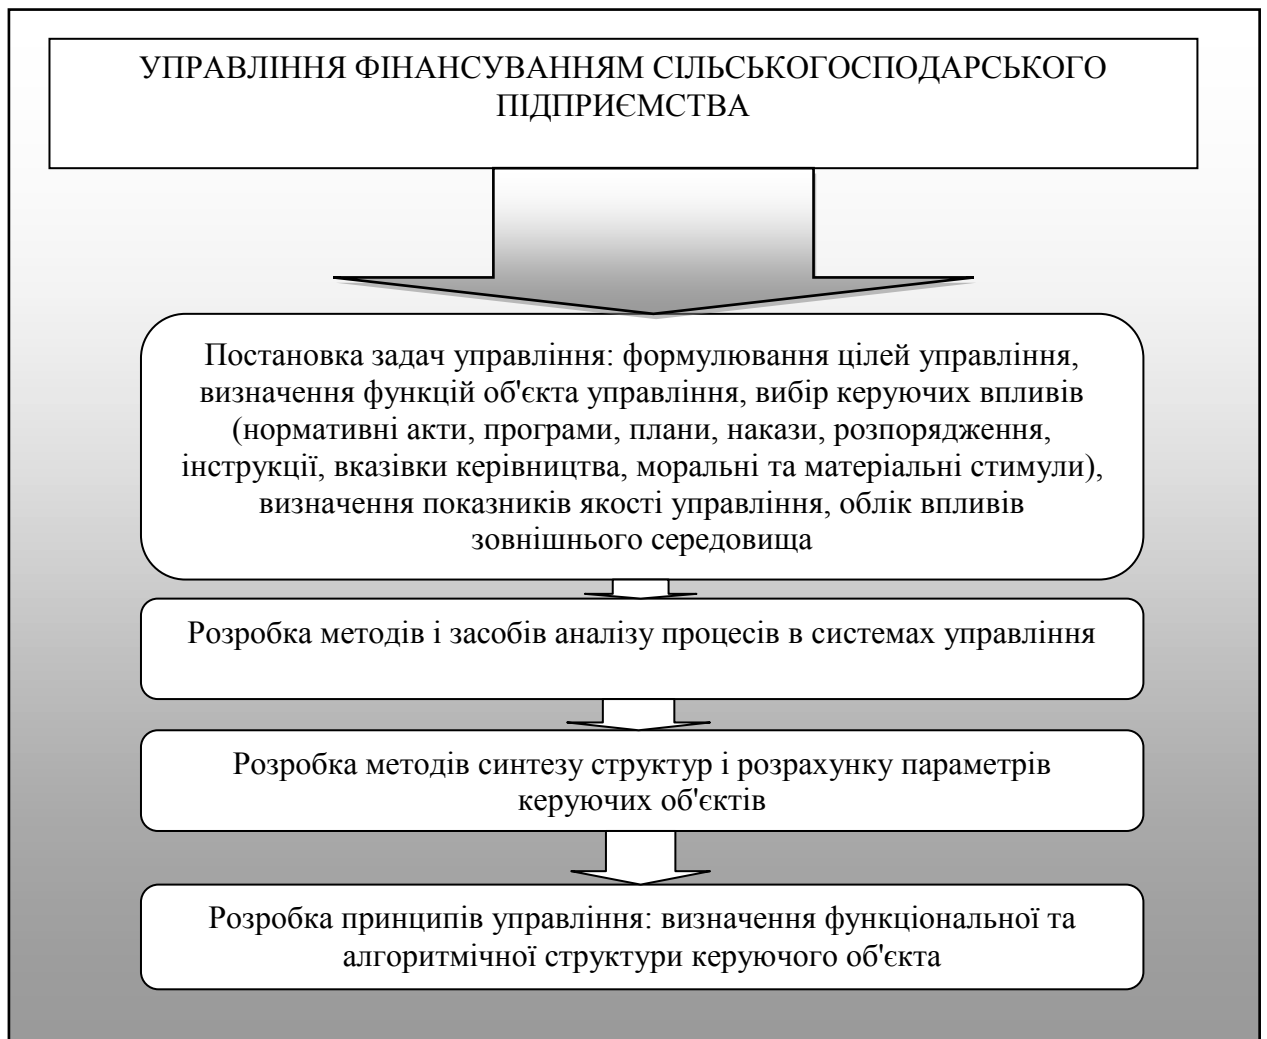 УПРАВЛІННЯ ФІНАНСУВАННЯМ СІЛЬСЬКОГОСПОДАРСЬКОГО
ПІДПРИЄМСТВА
Постановка задач управління: формулювання цілей управління,
визначення функцій об'єкта управління, вибір керуючих впливів
(нормативні акти, програми, плани, накази, розпорядження,
інструкції, вказівки керівництва, моральні та матеріальні стимули),
визначення показників якості управління, облік впливів
зовнішнього середовища
Розробка методів і засобів аналізу процесів в системах управління
Розробка методів синтезу структур і розрахунку параметрів
керуючих об'єктів
Розробка принципів управління: визначення функціональної та
алгоритмічної структури керуючого об'єкта